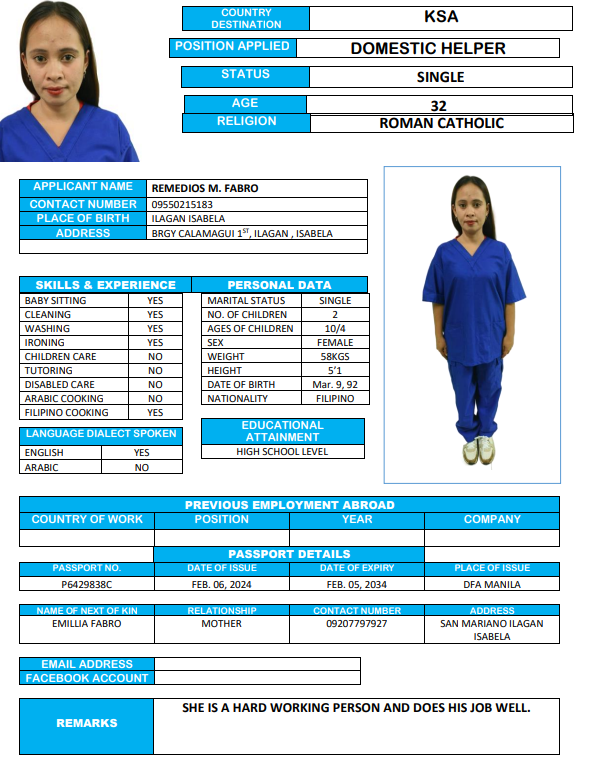 COUNTRY DESTINATION KSA
POSITION APPLIED DOMESTIC HELPER
STATUS SINGLE
AGE 32
RELIGION ROMAN CATHOLIC
APPLICANT NAME REMEDIOS M. FABRO
CONTACT NUMBER 09550215183
PLACE OF BIRTH ILAGAN ISABELA
ADDRESS BRGY CALAMAGUI 1ST, ILAGAN , ISABELA
SKILLS & EXPERIENCE PERSONAL DATA
BABY SITTING YES MARITAL STATUS SINGLE
CLEANING YES NO. OF CHILDREN 2
WASHING YES AGES OF CHILDREN 10/4
IRONING YES SEX FEMALE
CHILDREN CARE NO WEIGHT 58KGS
TUTORING NO HEIGHT 5'1
DISABLED CARE NO DATE OF BIRTH Mar. 9, 92
ARABIC COOKING NO NATIONALITY FILIPINO
FILIPINO COOKING YES
LANGUAGE DIALECT SPOKEN
ENGLISH YES
ARABIC NO
EDUCATIONAL
ATTAINMENT
HIGH SCHOOL LEVEL
PREVIOUS EMPLOYMENT ABROAD
COUNTRY OF WORK POSITION YEAR COMPANY
PASSPORT DETAILS
PASSPORT NO. DATE OF ISSUE DATE OF EXPIRY PLACE OF ISSUE
P6429838C FEB. 06, 2024 FEB. 05, 2034 DFA MANILA
NAME OF NEXT OF KIN RELATIONSHIP CONTACT NUMBER ADDRESS
EMILLIA FABRO MOTHER 09207797927 SAN MARIANO ILAGAN
ISABELA
EMAIL ADDRESS
FACEBOOK ACCOUNT
REMARKS SHE IS A HARD WORKING PERSON AND DOES HIS JOB WELL.